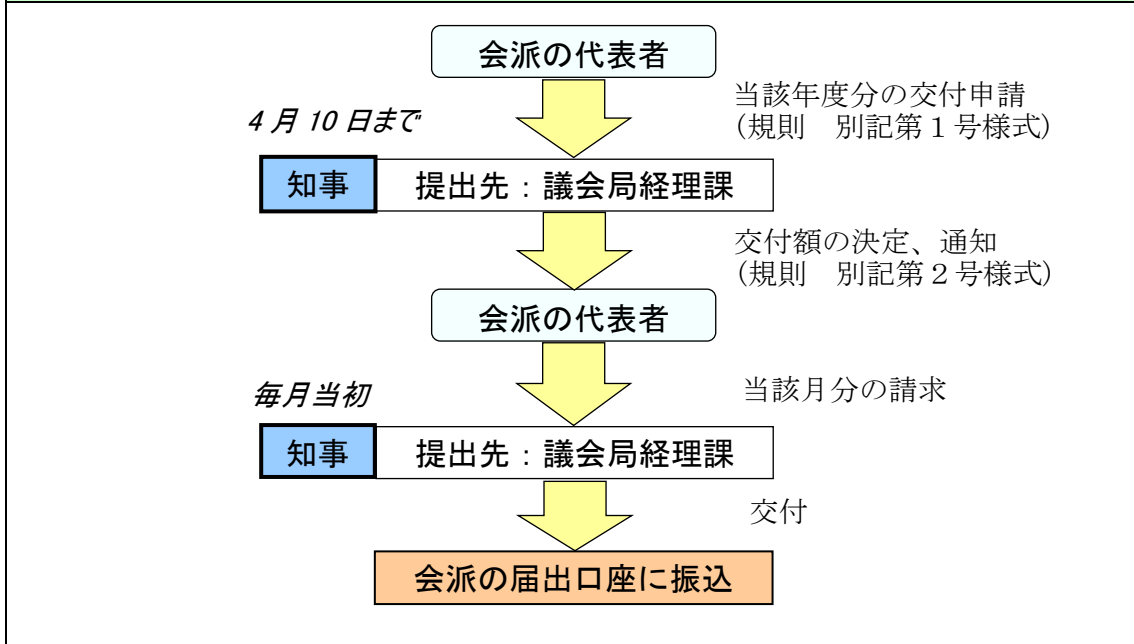 会派の代表者
当該年度分の交付申請
(規則　別記第１号様式)
4 月 10 日まで
知事
提出先：議会局経理課
交付額の決定、通知
(規則　別記第２号様式)
会派の代表者
当該月分の請求
毎月当初
知事
提出先：議会局経理課
交付
会派の届出口座に振込